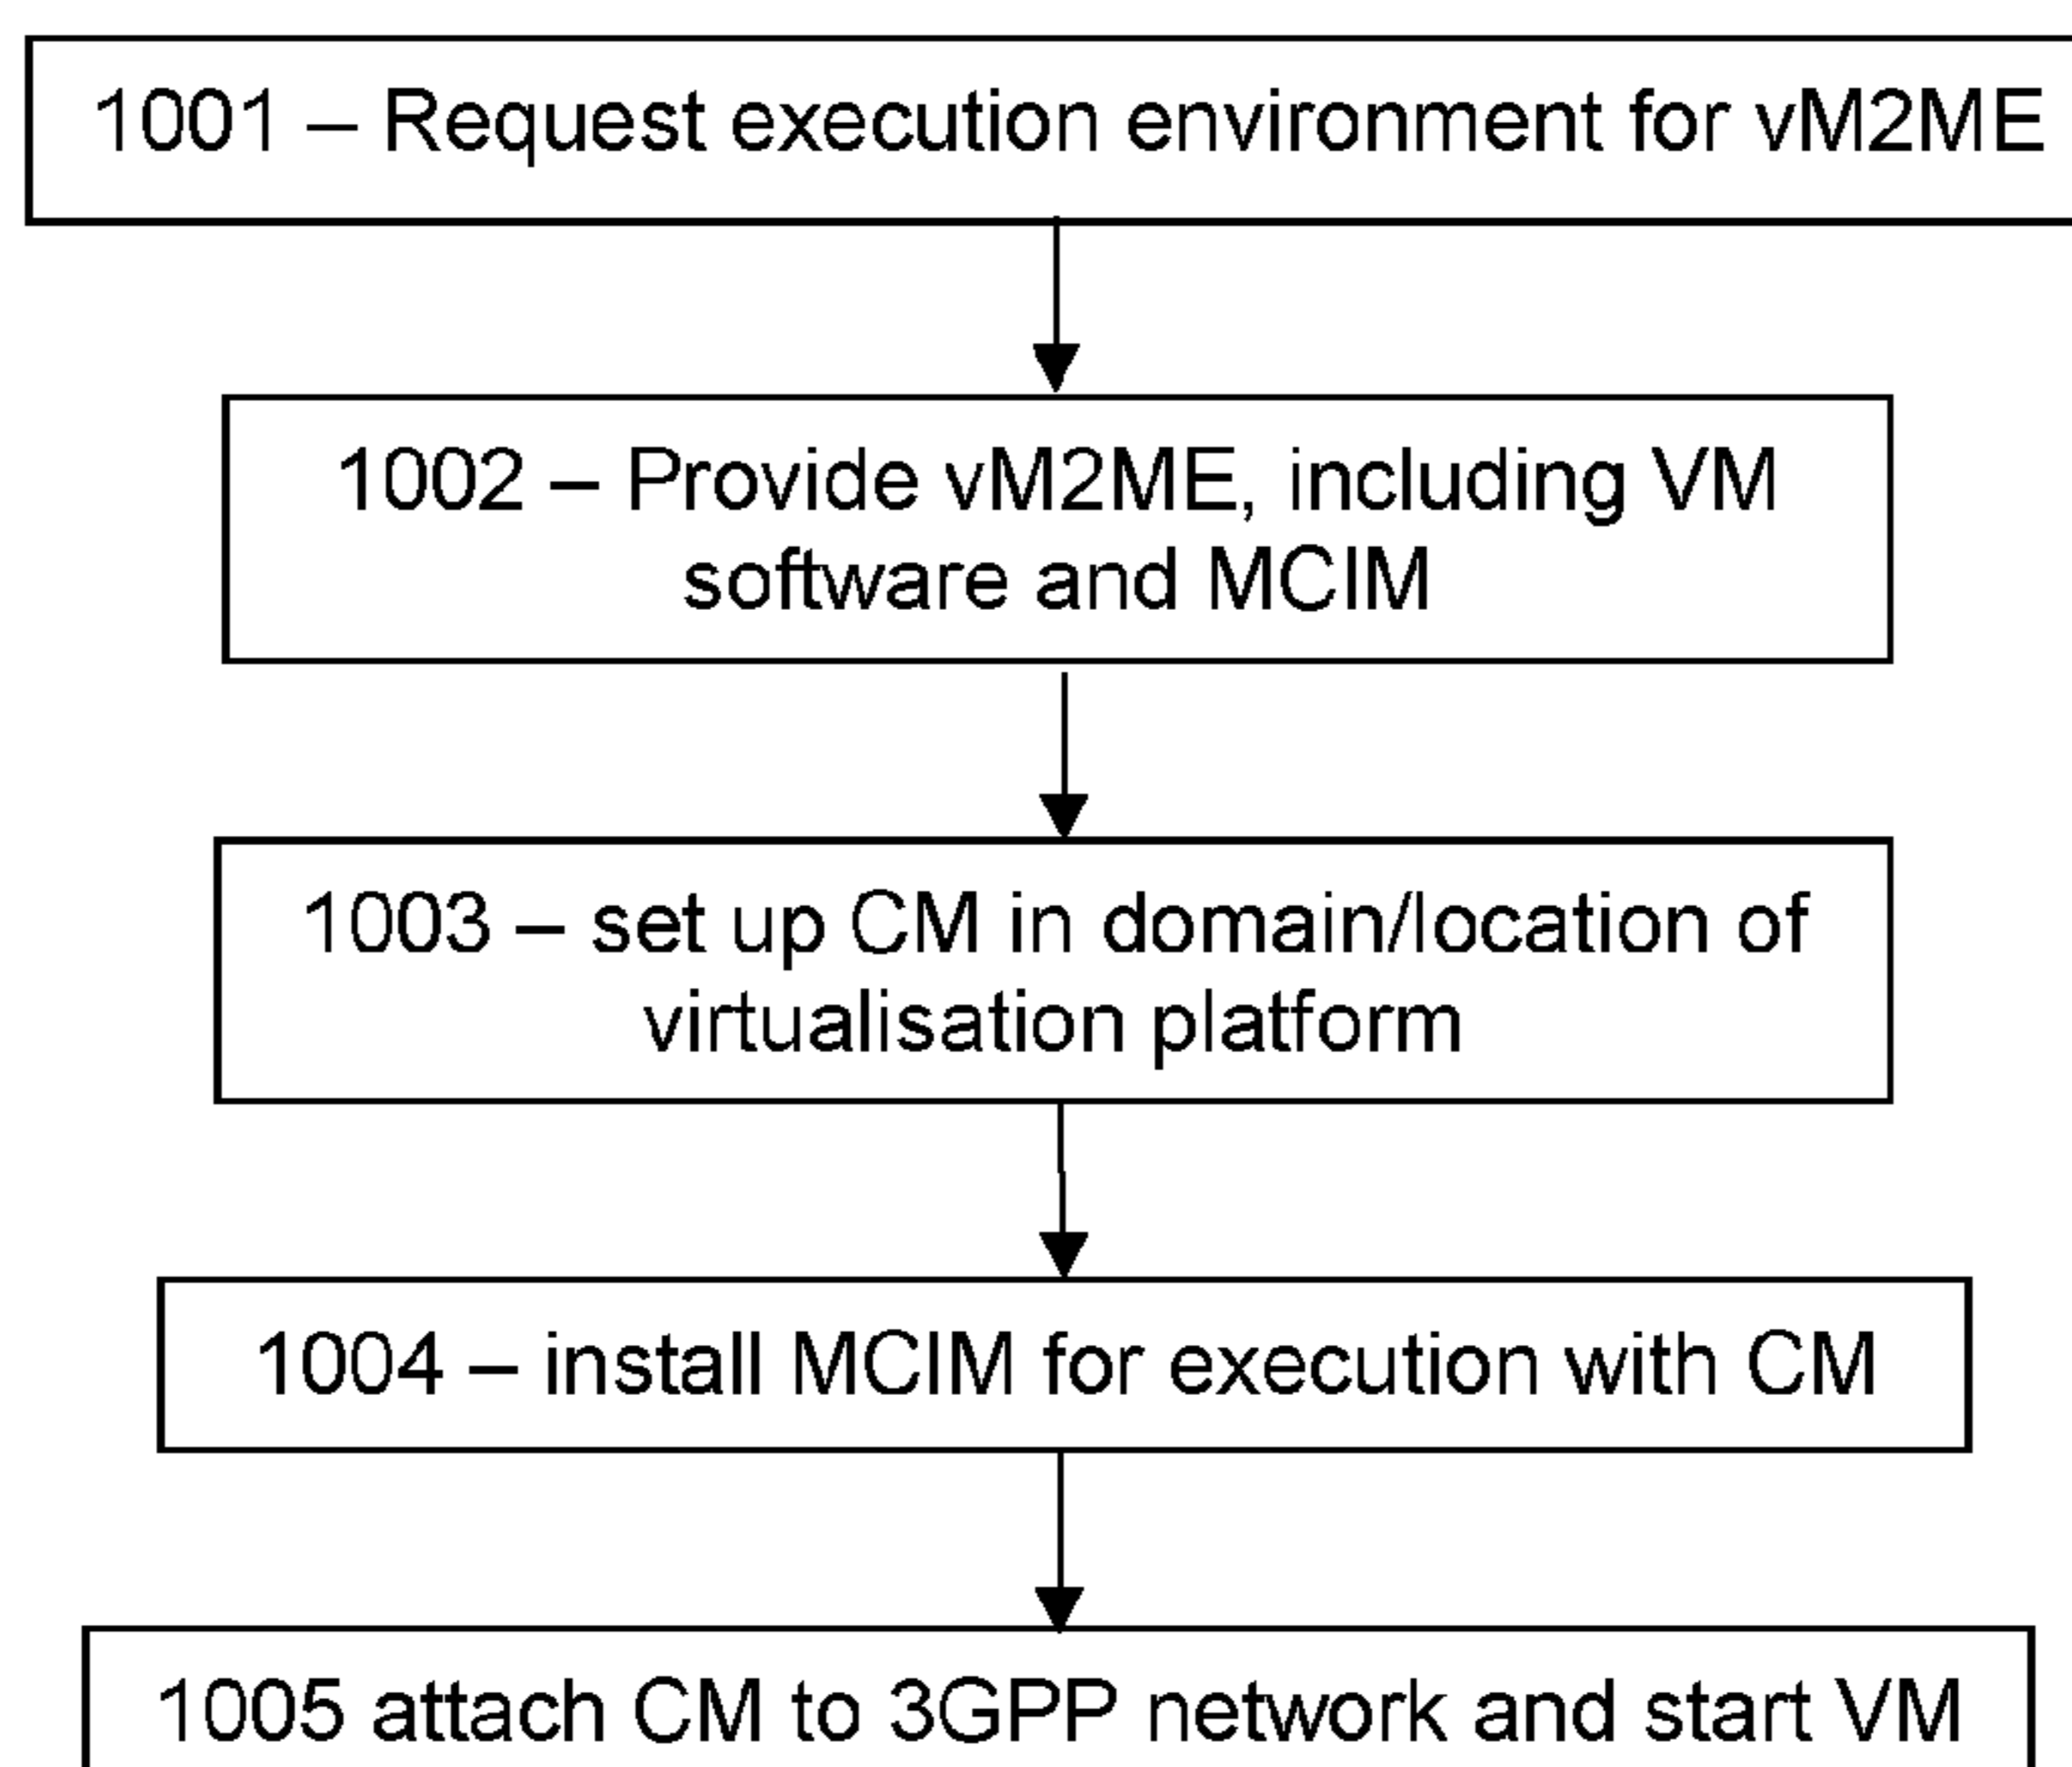 1001 – Request execution environment for vM2ME
1002 – Provide vM2ME, including VM
software and MCIM
1003 – set up CM in domain/location of
virtualisation platform
1004 – install MCIM for execution with CM
1005 attach CM to 3GPP network and start VM